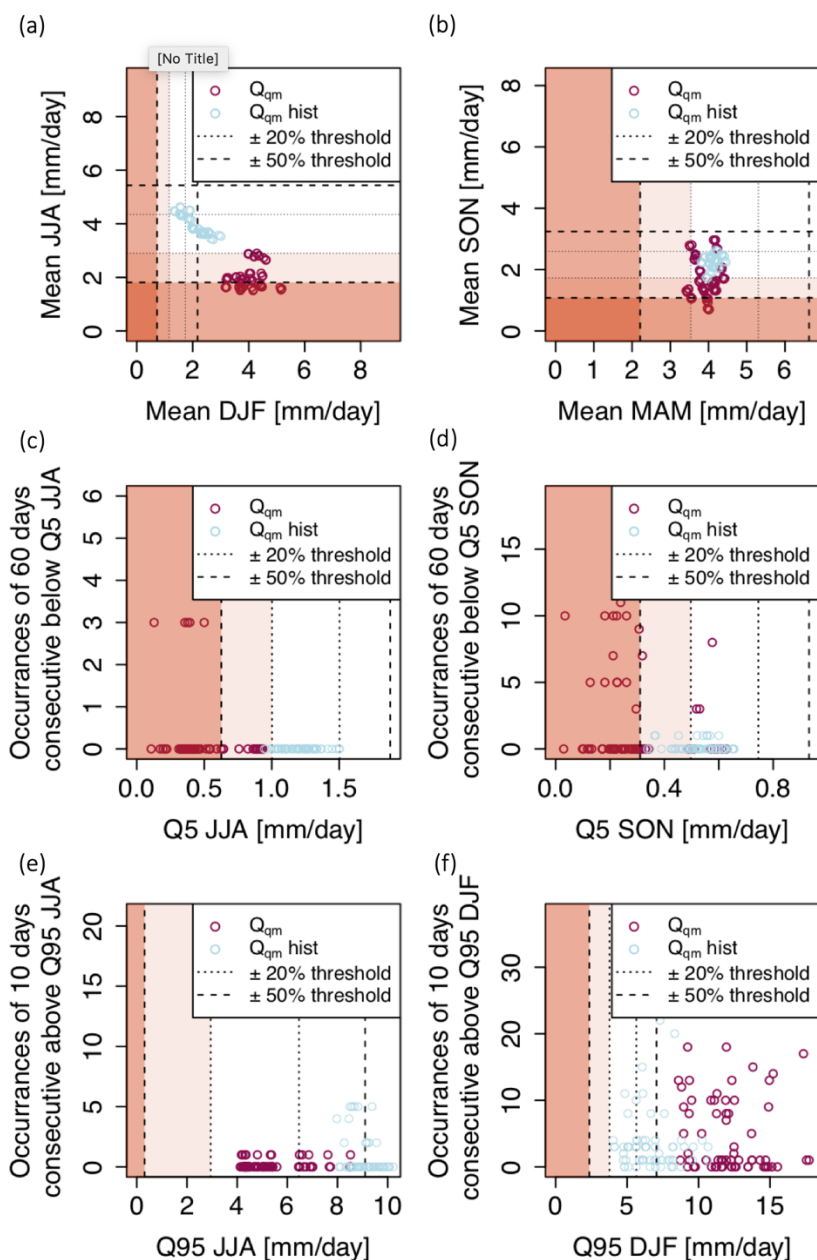 (a)
[No Title]
Q_qm
Q_qm hist
± 20% threshold
± 50% threshold
Mean JJA [mm/day]
0 2 4 6 8
0 2 4 6 8
Mean DJF [mm/day]
(b)
Q_qm
Q_qm hist
± 20% threshold
± 50% threshold
Mean SON [mm/day]
0 2 4 6 8
0 1 2 3 4 5 6
Mean MAM [mm/day]
(c)
Q_qm
Q_qm hist
± 20% threshold
± 50% threshold
Occurrances of 60 days
consecutive below Q5 JJA
0 1 2 3 4 5 6
0.0 0.5 1.0 1.5
Q5 JJA [mm/day]
(d)
Q_qm
Q_qm hist
± 20% threshold
± 50% threshold
Occurrances of 60 days
consecutive below Q5 SON
0 5 10 15
0.0 0.4 0.8
Q5 SON [mm/day]
(e)
Q_qm
Q_qm hist
± 20% threshold
± 50% threshold
Occurrances of 10 days
consecutive above Q95 JJA
0 5 10 15 20
0 2 4 6 8 10
Q95 JJA [mm/day]
(f)
Q_qm
Q_qm hist
± 20% threshold
± 50% threshold
Occurrances of 10 days
consecutive above Q95 DJF
0 10 20 30
5 10 15
Q95 DJF [mm/day]